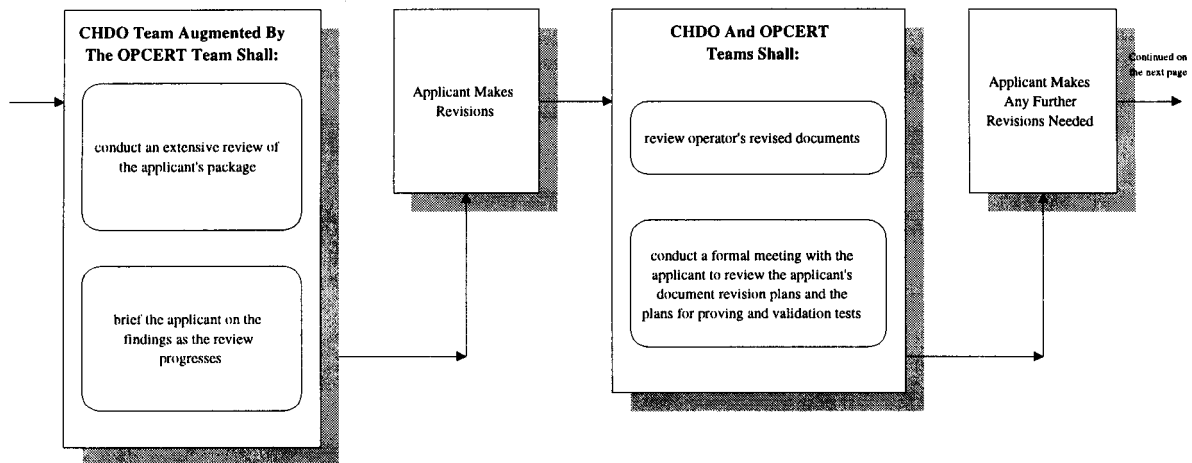 CHDO Team Augmented By
The OPCERT Team Shall:
conduct an extensive review of
the applicant's package
brief the applicant on the
findings as the review
progresses
Applicant Makes
Revisions
CHDO And OPCERT
Teams Shall:
review operator's revised documents
conduct a formal meeting with the
applicant to review the applicant's
document revision plans and the
plans for proving and validation tests
Applicant Makes
Any Further
Revisions Needed
Continued on
the next page